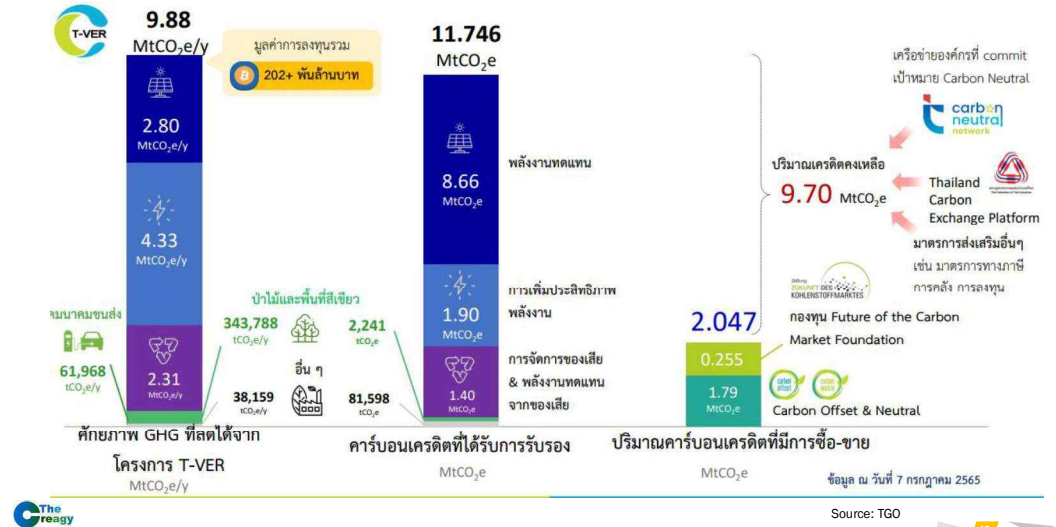 T-VER
9.88
MtCO₂e/y
มูลค่าการลงทุนรวม
202+ พันล้านบาท
2.80
MtCO₂e/y
4.33
MtCO₂e/y
2.31
MtCO₂e/y
คมนาคมขนส่ง
61,968
tCO₂e/y
ป่าไม้และพื้นที่สีเขียว
343,788
tCO₂e/y
2,241
tCO₂e
อื่น ๆ
38,159
tCO₂e/y
81,598
tCO₂e
ศักยภาพ GHG ที่ลดได้จาก
โครงการ T-VER
MtCO₂e/y
11.746
MtCO₂e
8.66
MtCO₂e
พลังงานทดแทน
1.90
MtCO₂e
การเพิ่มประสิทธิภาพ
พลังงาน
1.40
MtCO₂e
การจัดการของเสีย
& พลังงานทดแทน
จากของเสีย
คาร์บอนเครดิตที่ได้รับการรับรอง
MtCO₂e
2.047
0.255
1.79
MtCO₂e
ปริมาณคาร์บอนเครดิตที่มีการซื้อ-ขาย
MtCO₂e
ปริมาณเครดิตคงเหลือ
9.70 MtCO₂e
เครือข่ายองค์กรที่ commit
เป้าหมาย Carbon Neutral
carbon
neutral
network
Thailand
Carbon
Exchange Platform
มาตรการส่งเสริมอื่นๆ
เช่น มาตรการทางภาษี
การคลัง การลงทุน
Stiftung
ZUKUNFT DES
KOHLENSTOFFMARKTES
กองทุน Future of the Carbon
Market Foundation
carbon offset
carbon neutral
Carbon Offset & Neutral
ข้อมูล ณ วันที่ 7 กรกฎาคม 2565
The
Creagy
Source: TGO